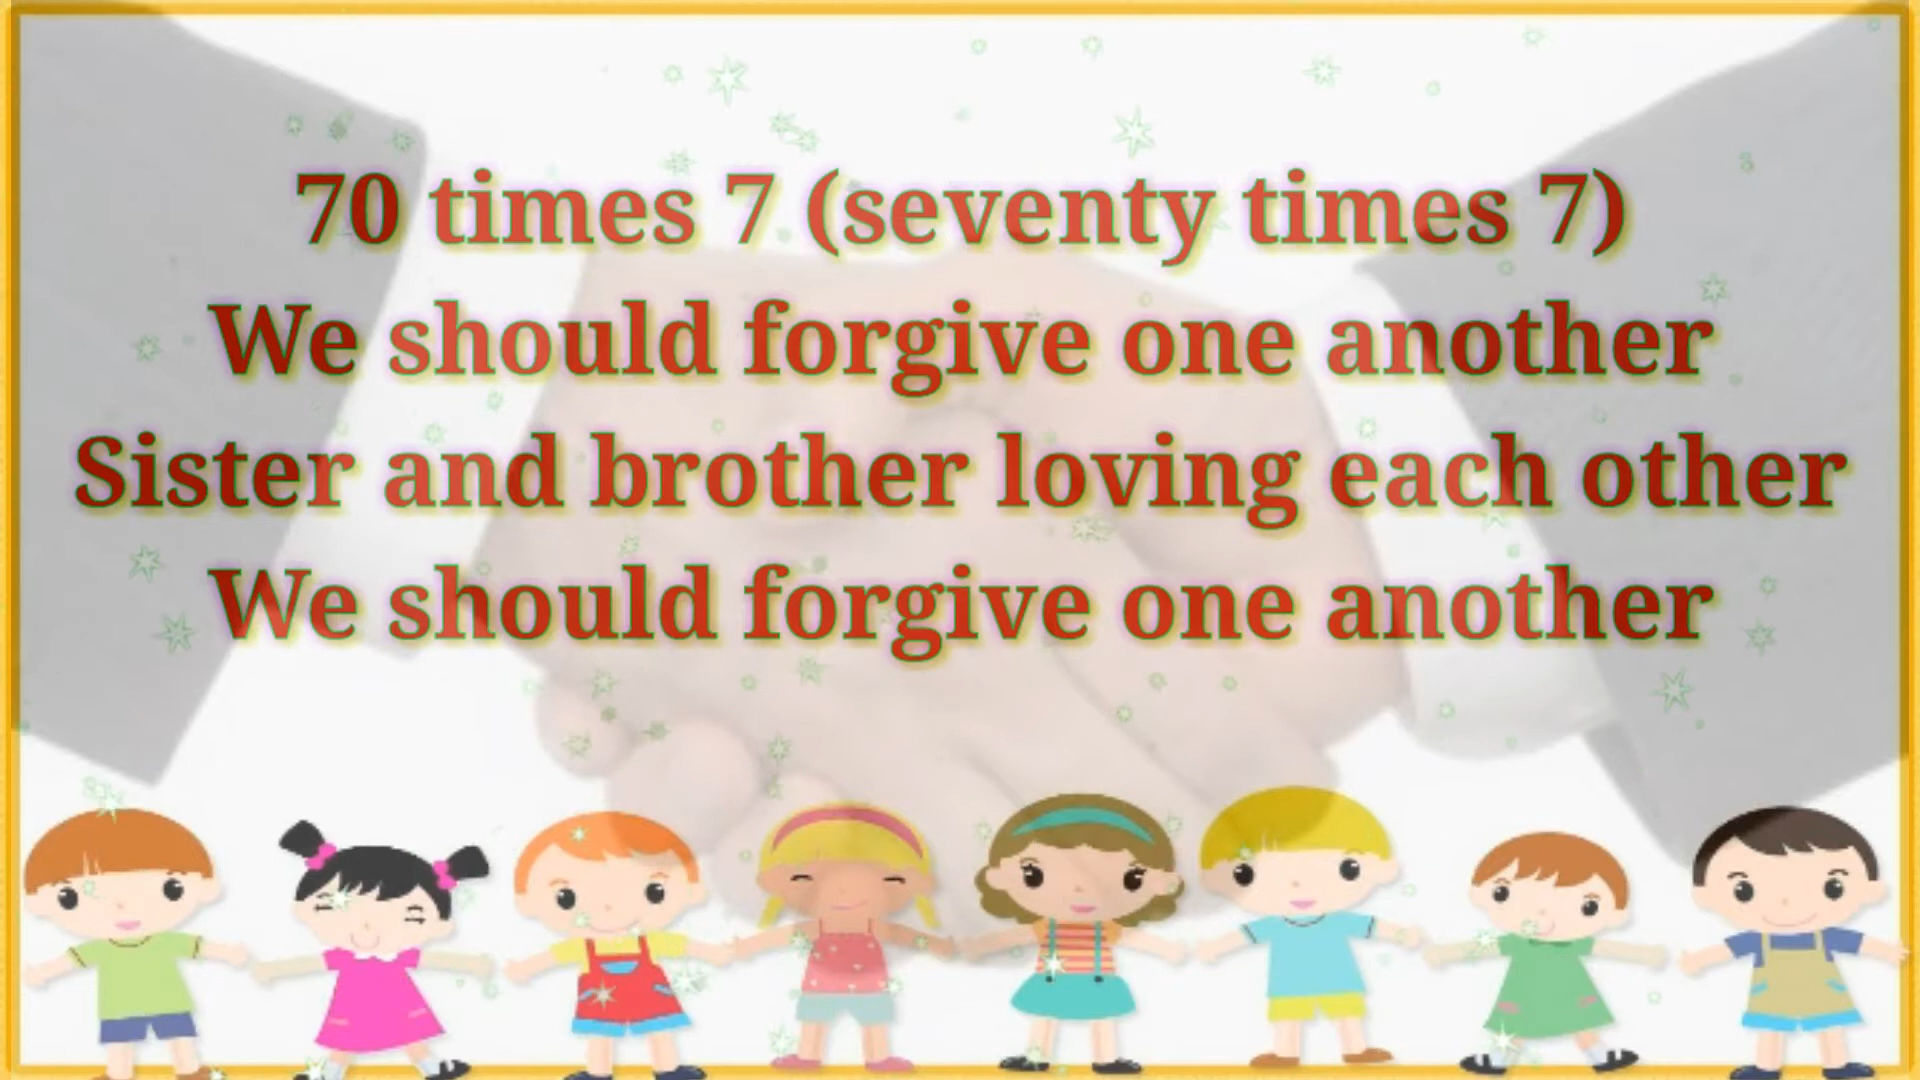 70 times 7 (seventy times 7)
We should forgive one another
Sister and brother loving each other
We should forgive one another